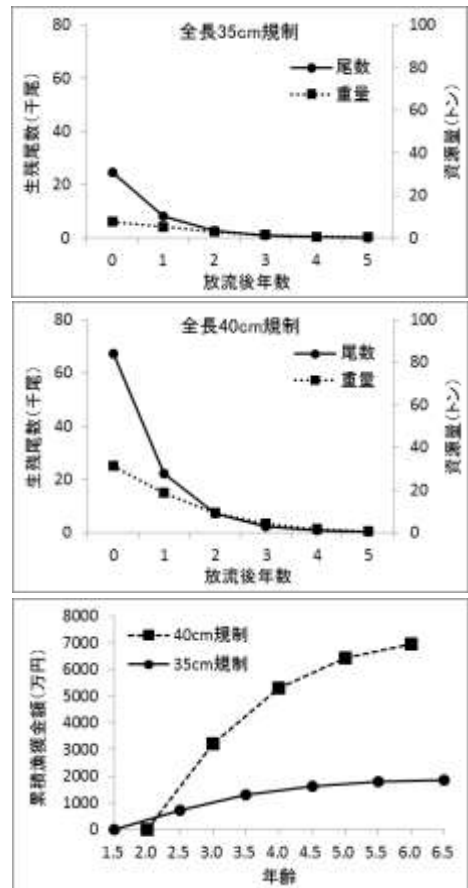 全長35cm規制
尾数
重量
生残尾数(千尾)
資源量(トン)
80
60
40
20
0
100
80
60
40
20
0
0 1 2 3 4 5
放流後年数
全長40cm規制
尾数
重量
生残尾数(千尾)
資源量(トン)
80
60
40
20
0
100
80
60
40
20
0
0 1 2 3 4 5
放流後年数
40cm規制
35cm規制
累積漁獲金額(万円)
8000
7000
6000
5000
4000
3000
2000
1000
0
1.5 2.0 2.5 3.0 3.5 4.0 4.5 5.0 5.5 6.0 6.5
年齢